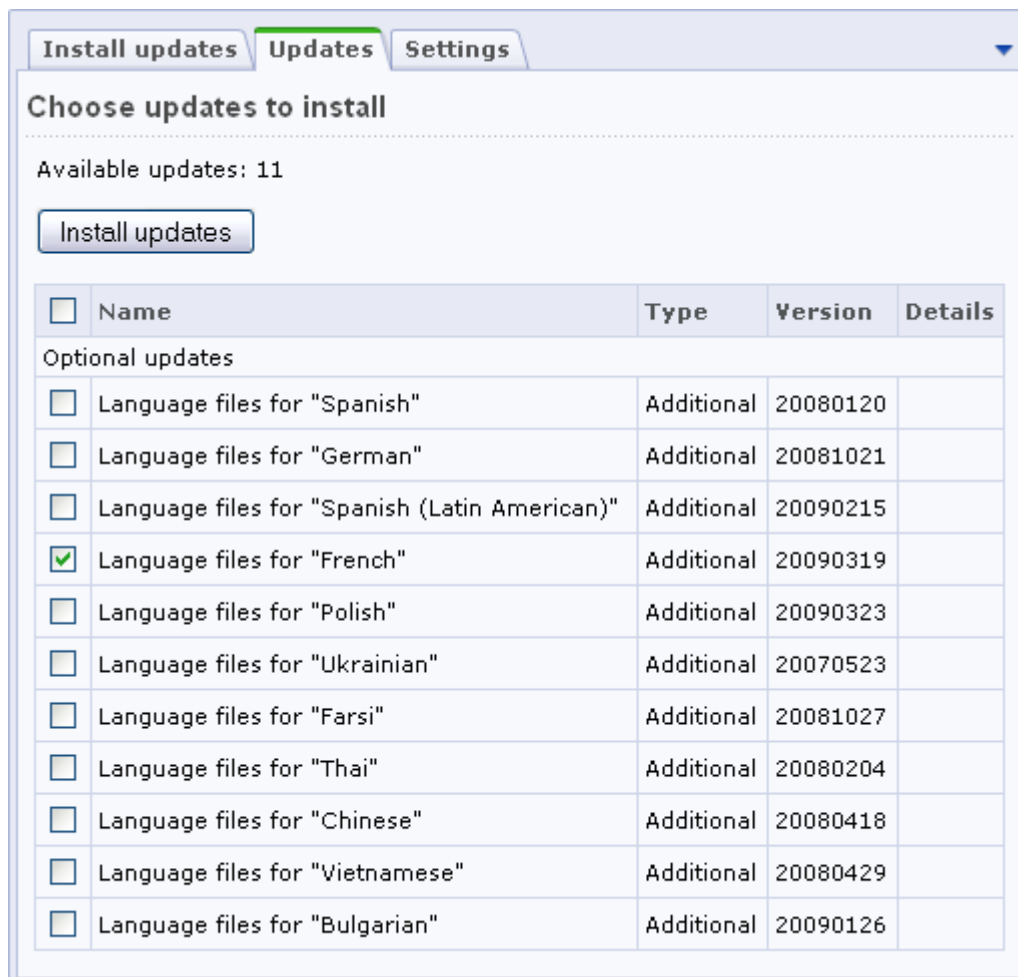 Install updates Updates Settings
Choose updates to install
Available updates: 11
Install updates
Name Type Version Details
Optional updates
Language files for "Spanish" Additional 20080120
Language files for "German" Additional 20081021
Language files for "Spanish (Latin American)" Additional 20090215
Language files for "French" Additional 20090319
Language files for "Polish" Additional 20090323
Language files for "Ukrainian" Additional 20070523
Language files for "Farsi" Additional 20081027
Language files for "Thai" Additional 20080204
Language files for "Chinese" Additional 20080418
Language files for "Vietnamese" Additional 20080429
Language files for "Bulgarian" Additional 20090126